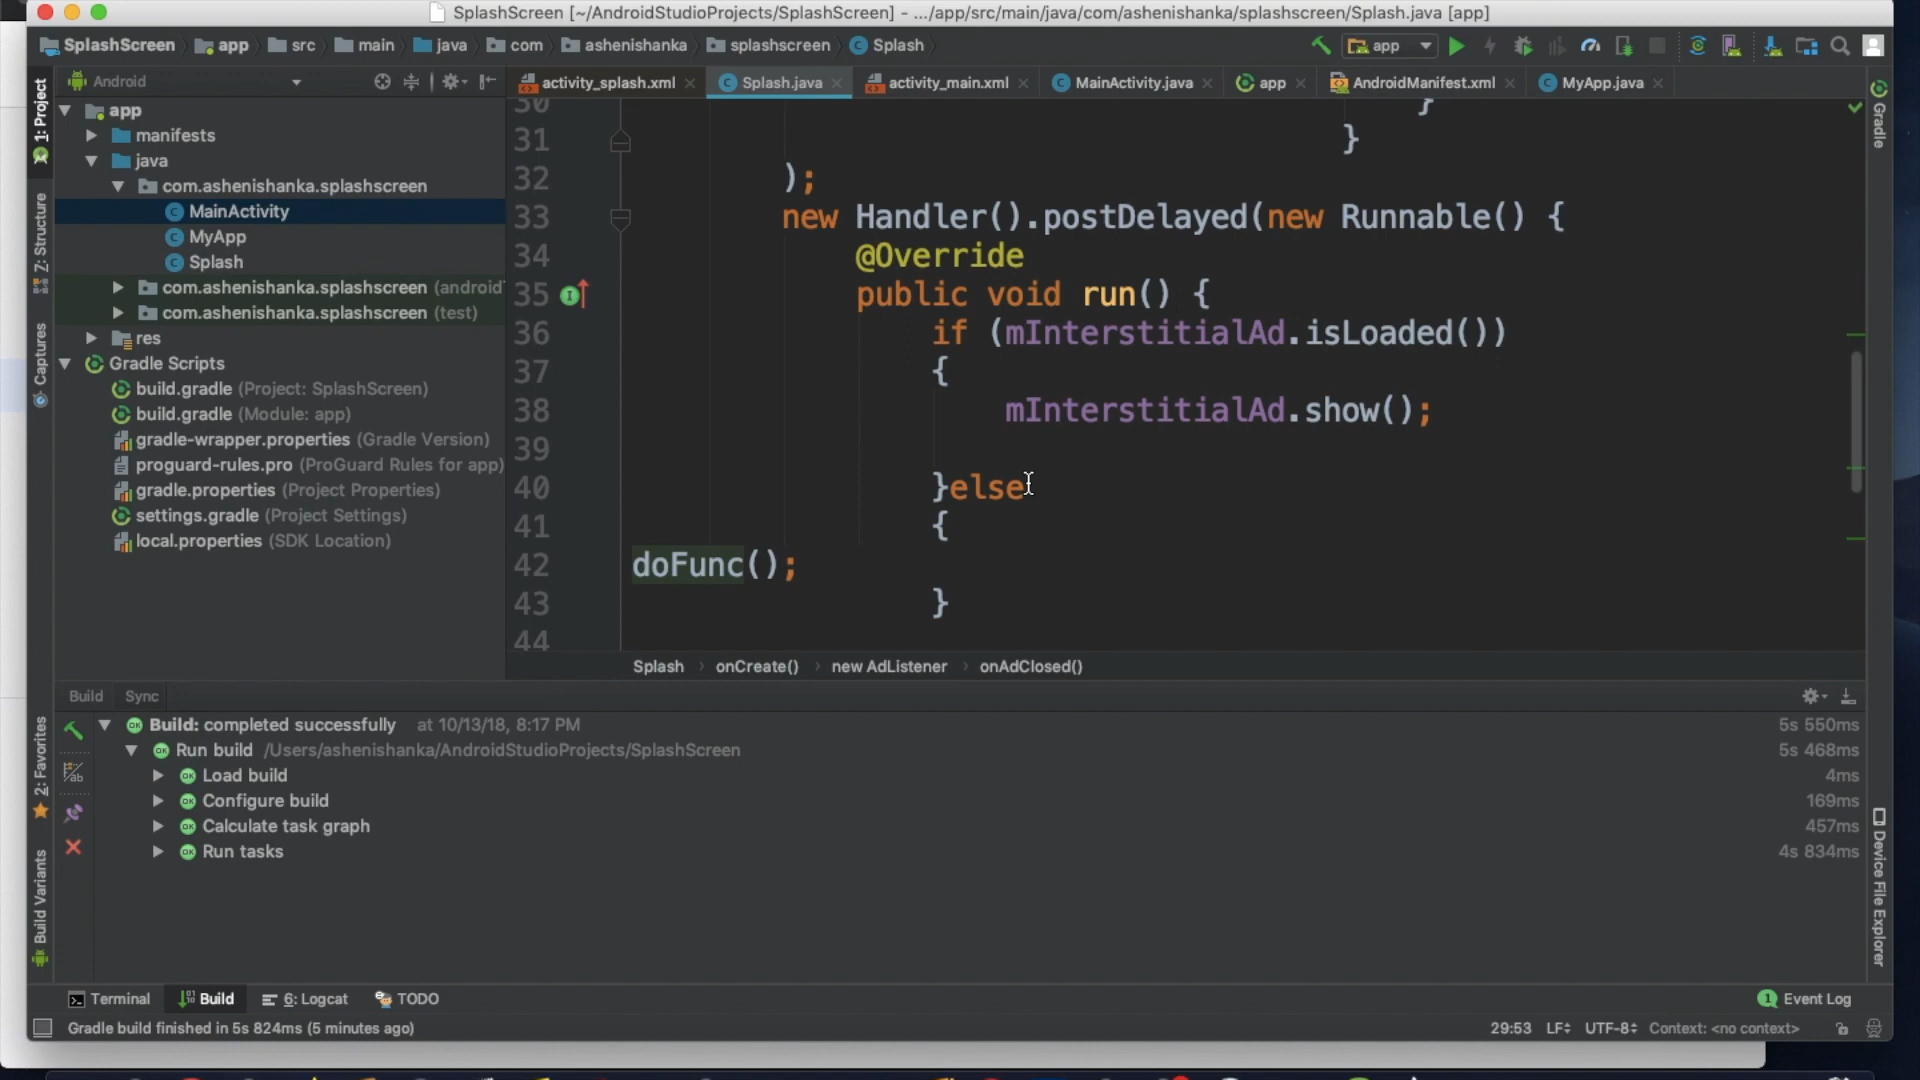 SplashScreen [~/AndroidStudioProjects/SplashScreen] - .../app/src/main/java/com/ashenishanka/splashscreen/Splash.java [app]
SplashScreen app src main java com ashenishanka splashscreen Splash app
Android
activity_splash.xml Splash.java activity_main.xml MainActivity.java app AndroidManifest.xml MyApp.java
1: Project
Z: Structure
Captures
2: Favorites
Build Variants
Gradle
Device File Explorer
app
manifests
java
com.ashenishanka.splashscreen
MainActivity
MyApp
Splash
com.ashenishanka.splashscreen (android
com.ashenishanka.splashscreen (test)
res
Gradle Scripts
build.gradle (Project: SplashScreen)
build.gradle (Module: app)
gradle-wrapper.properties (Gradle Version)
proguard-rules.pro (ProGuard Rules for app)
gradle.properties (Project Properties)
settings.gradle (Project Settings)
local.properties (SDK Location)
30 }
31 }
32 );
33 new Handler().postDelayed(new Runnable() {
34 @Override
35 public void run() {
36 if (mInterstitialAd.isLoaded())
37 {
38 mInterstitialAd.show();
39
40 }else
41 {
42 doFunc();
43 }
44
Splash onCreate() new AdListener onAdClosed()
Build Sync
Build: completed successfully at 10/13/18, 8:17 PM 5s 550ms
Run build /Users/ashenishanka/AndroidStudioProjects/SplashScreen 5s 468ms
Load build 4ms
Configure build 169ms
Calculate task graph 457ms
Run tasks 4s 834ms
Terminal Build 6: Logcat TODO 1 Event Log
Gradle build finished in 5s 824ms (5 minutes ago) 29:53 LF UTF-8 Context: <no context>